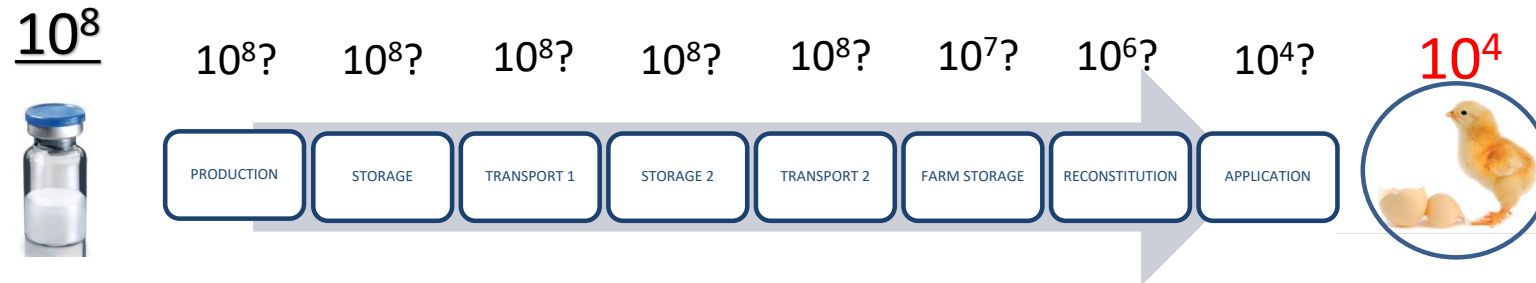 10⁸
10⁸? 10⁸? 10⁸? 10⁸? 10⁸? 10⁷? 10⁶? 10⁴? 10⁴
PRODUCTION STORAGE TRANSPORT 1 STORAGE 2 TRANSPORT 2 FARM STORAGE RECONSTITUTION APPLICATION